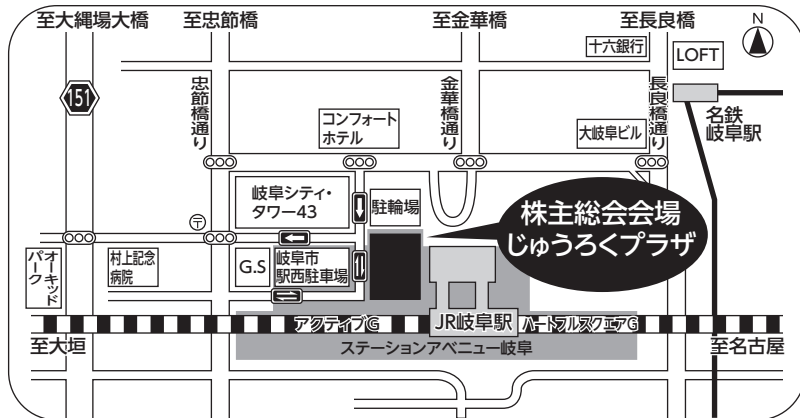 至大縄場大橋
至忠節橋
至金華橋
至長良橋
N
十六銀行
LOFT
151
忠節橋通り
金華橋通り
長良橋通り
名鉄
岐阜駅
コンフォート
ホテル
大岐阜ビル
岐阜シティ・
タワー43
駐輪場
株主総会会場
じゅうろくプラザ
〒
オーキッド
パーク
村上記念
病院
G.S
岐阜市
駅西駐車場
アクティブG
JR岐阜駅
ハートフルスクエアG
至大垣
ステーションアベニュー岐阜
至名古屋